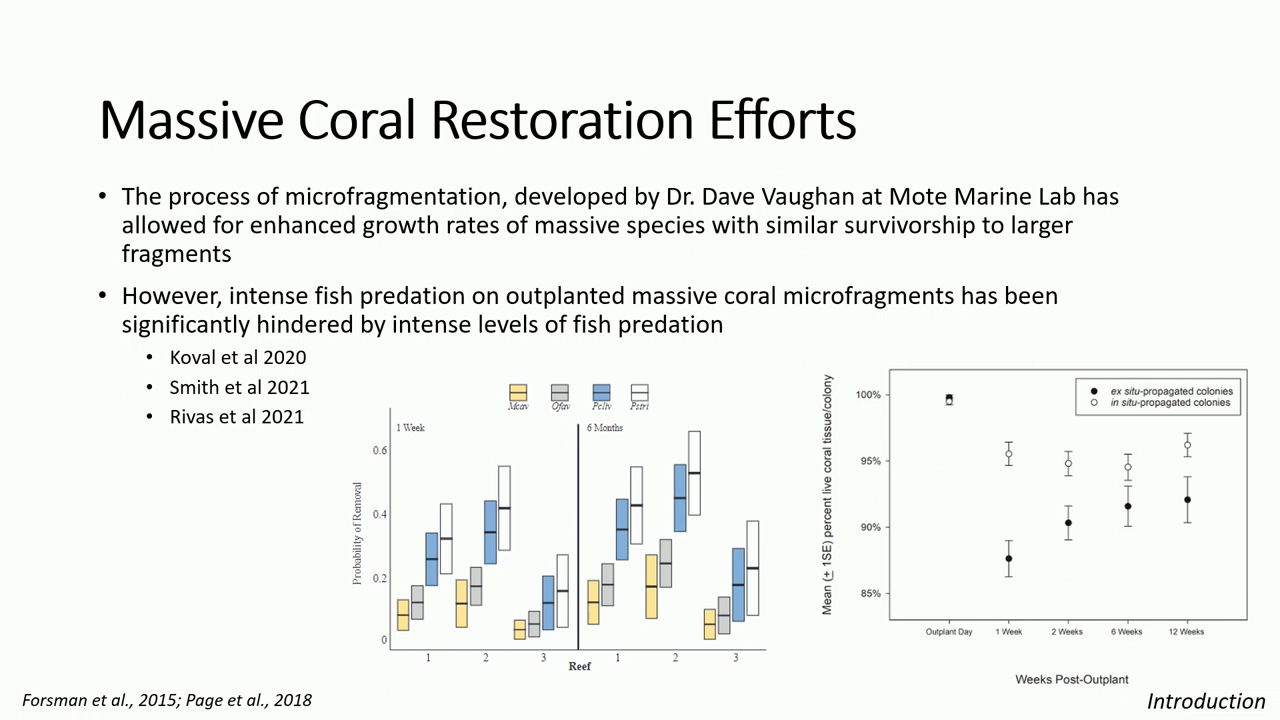 Massive Coral Restoration Efforts
• The process of microfragmentation, developed by Dr. Dave Vaughan at Mote Marine Lab has
allowed for enhanced growth rates of massive species with similar survivorship to larger
fragments
• However, intense fish predation on outplanted massive coral microfragments has been
significantly hindered by intense levels of fish predation
• Koval et al 2020
• Smith et al 2021
• Rivas et al 2021
Mcav Ofav Pcliv Pstri
1 Week 6 Months
Probability of Removal
0.6
0.4
0.2
0
1 2 3 1 2 3
Reef
ex situ-propagated colonies
in situ-propagated colonies
Mean (± 1SE) percent live coral tissue/colony
100%
95%
90%
85%
Outplant Day 1 Week 2 Weeks 6 Weeks 12 Weeks
Weeks Post-Outplant
Forsman et al., 2015; Page et al., 2018
Introduction